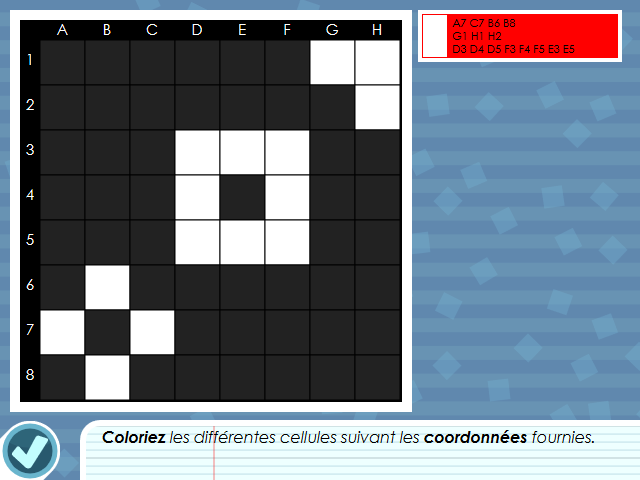 A B C D E F G H
A7 C7 B6 B8
G1 H1 H2
D3 D4 D5 F3 F4 F5 E3 E5
1
2
3
4
5
6
7
8
Coloriez les différentes cellules suivant les coordonnées fournies.